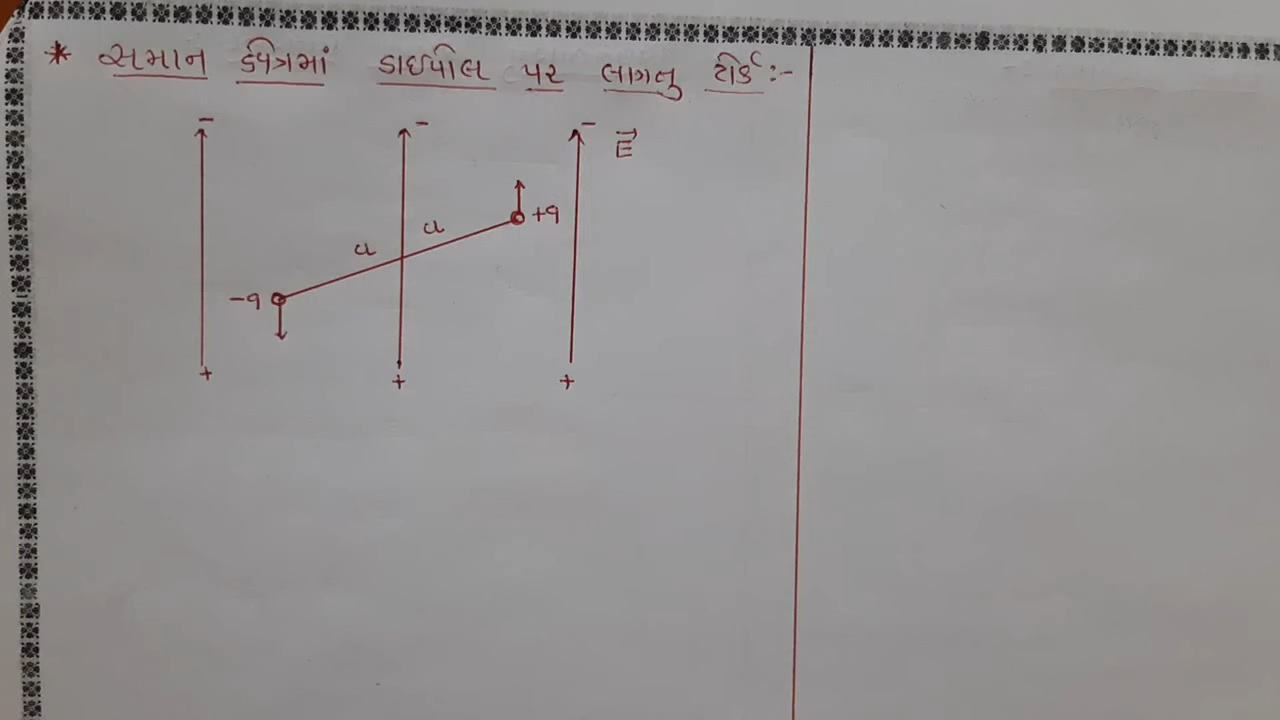 * સમાન ક્ષેત્રમાં ડાઇપોલ પર લાગતુ ટોર્ક :-
- - - E⃗
a a +q
-q
+ + +